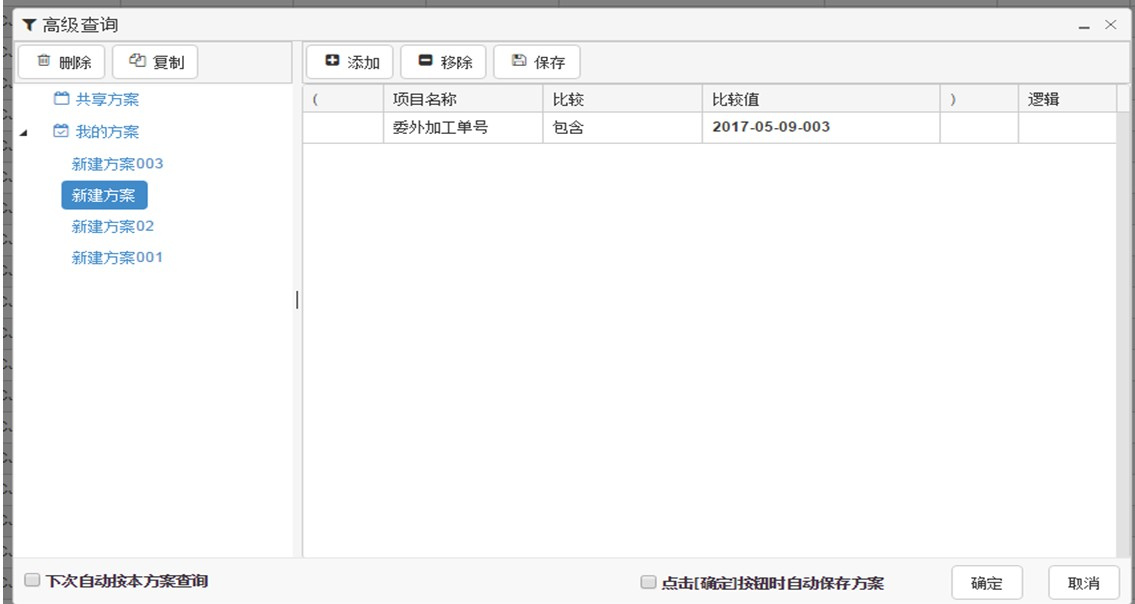 高级查询
删除 复制
添加 移除 保存
共享方案
我的方案
新建方案003
新建方案
新建方案02
新建方案001
( 项目名称 比较 比较值 ) 逻辑
委外加工单号 包含 2017-05-09-003
下次自动按本方案查询
点击[确定]按钮时自动保存方案
确定 取消